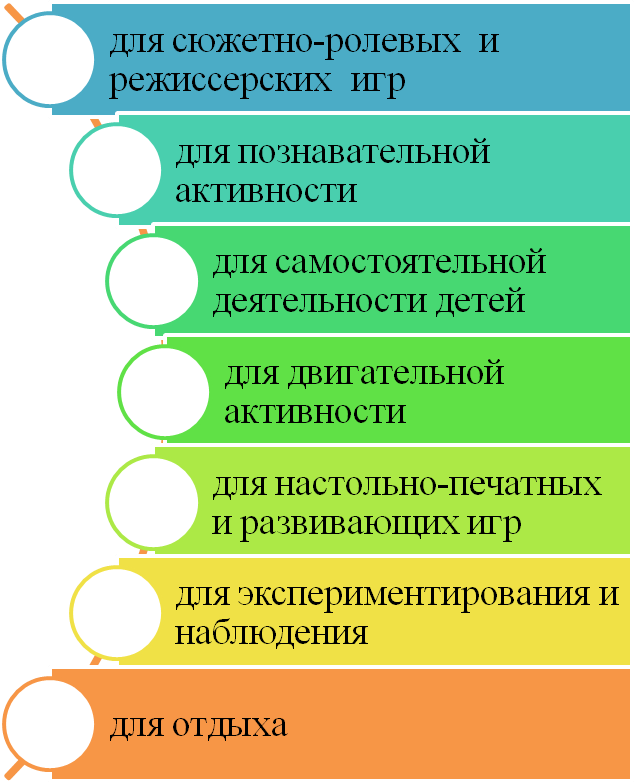 для сюжетно-ролевых и
режиссерских игр
для познавательной
активности
для самостоятельной
деятельности детей
для двигательной
активности
для настольно-печатных
и развивающих игр
для экспериментирования и
наблюдения
для отдыха